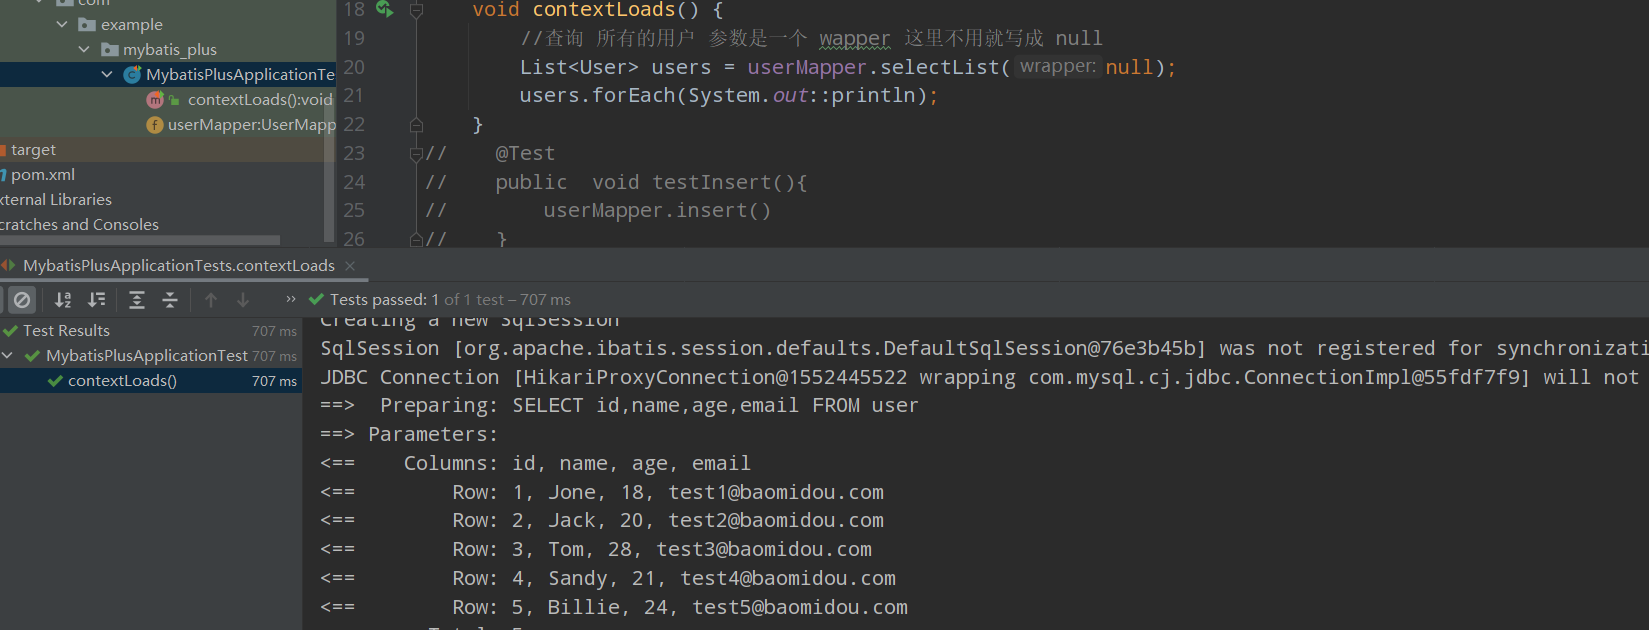 com
example
mybatis_plus
MybatisPlusApplicationTe
contextLoads():void
userMapper:UserMapp
target
pom.xml
xternal Libraries
cratches and Consoles
18 void contextLoads() {
19 //查询 所有的用户 参数是一个 wapper 这里不用就写成 null
20 List<User> users = userMapper.selectList( wrapper: null);
21 users.forEach(System.out::println);
22 }
23 // @Test
24 // public  void testInsert(){
25 // userMapper.insert()
26 // }
MybatisPlusApplicationTests.contextLoads
Tests passed: 1 of 1 test – 707 ms
Test Results 707 ms
MybatisPlusApplicationTest 707 ms
contextLoads() 707 ms
Creating a new SqlSession
SqlSession [org.apache.ibatis.session.defaults.DefaultSqlSession@76e3b45b] was not registered for synchronizati
JDBC Connection [HikariProxyConnection@1552445522 wrapping com.mysql.cj.jdbc.ConnectionImpl@55fdf7f9] will not
==>  Preparing: SELECT id,name,age,email FROM user
==> Parameters:
<==    Columns: id, name, age, email
<==        Row: 1, Jone, 18, test1@baomidou.com
<==        Row: 2, Jack, 20, test2@baomidou.com
<==        Row: 3, Tom, 28, test3@baomidou.com
<==        Row: 4, Sandy, 21, test4@baomidou.com
<==        Row: 5, Billie, 24, test5@baomidou.com